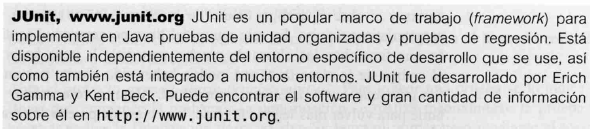 JUnit, www.junit.org JUnit es un popular marco de trabajo (framework) para
implementar en Java pruebas de unidad organizadas y pruebas de regresión. Está
disponible independientemente del entorno específico de desarrollo que se use, así
como también está integrado a muchos entornos. JUnit fue desarrollado por Erich
Gamma y Kent Beck. Puede encontrar el software y gran cantidad de información
sobre él en http://www.junit.org.